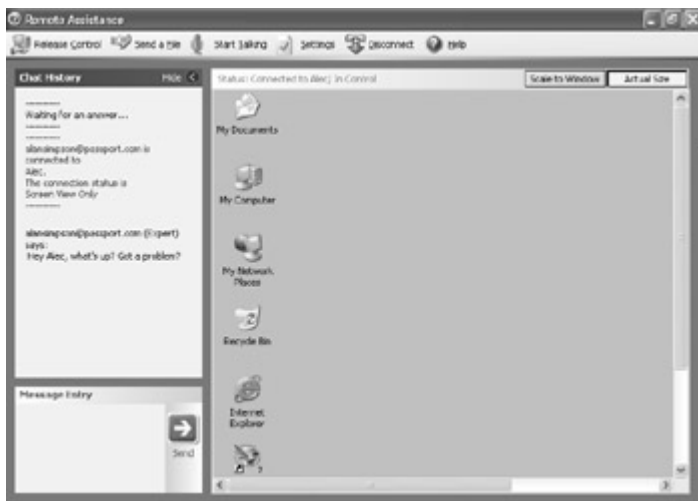 Remote Assistance
Release Control Send a File Start Talking Settings Disconnect Help
Chat History Hide
Status: Connected to Alec; In Control Scale to Window Actual Size
Waiting for an answer...
alansimpson@passport.com is
connected to
Alec.
The connection status is
Screen View Only
alansimpson@passport.com (Expert)
says:
Hey Alec, what's up? Got a problem?
My Documents
My Computer
My Network
Places
Recycle Bin
Internet
Explorer
Message Entry
Send